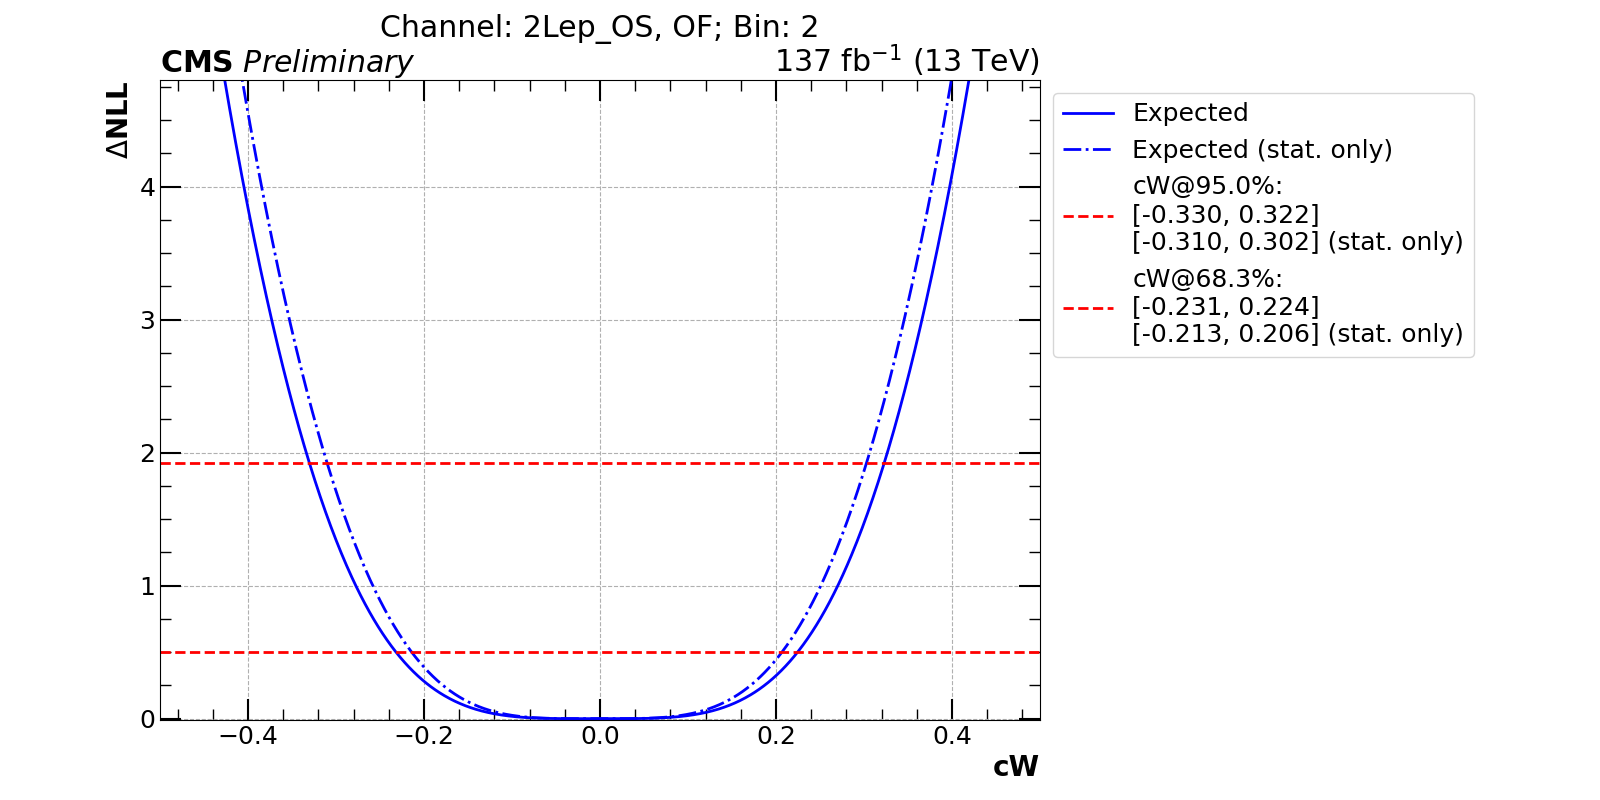 Channel: 2Lep_OS, OF; Bin: 2
CMS Preliminary 137 fb⁻¹ (13 TeV)
ΔNLL
4
3
2
1
0
−0.4 −0.2 0.0 0.2 0.4
cW
Expected
Expected (stat. only)
cW@95.0%:
[-0.330, 0.322]
[-0.310, 0.302] (stat. only)
cW@68.3%:
[-0.231, 0.224]
[-0.213, 0.206] (stat. only)